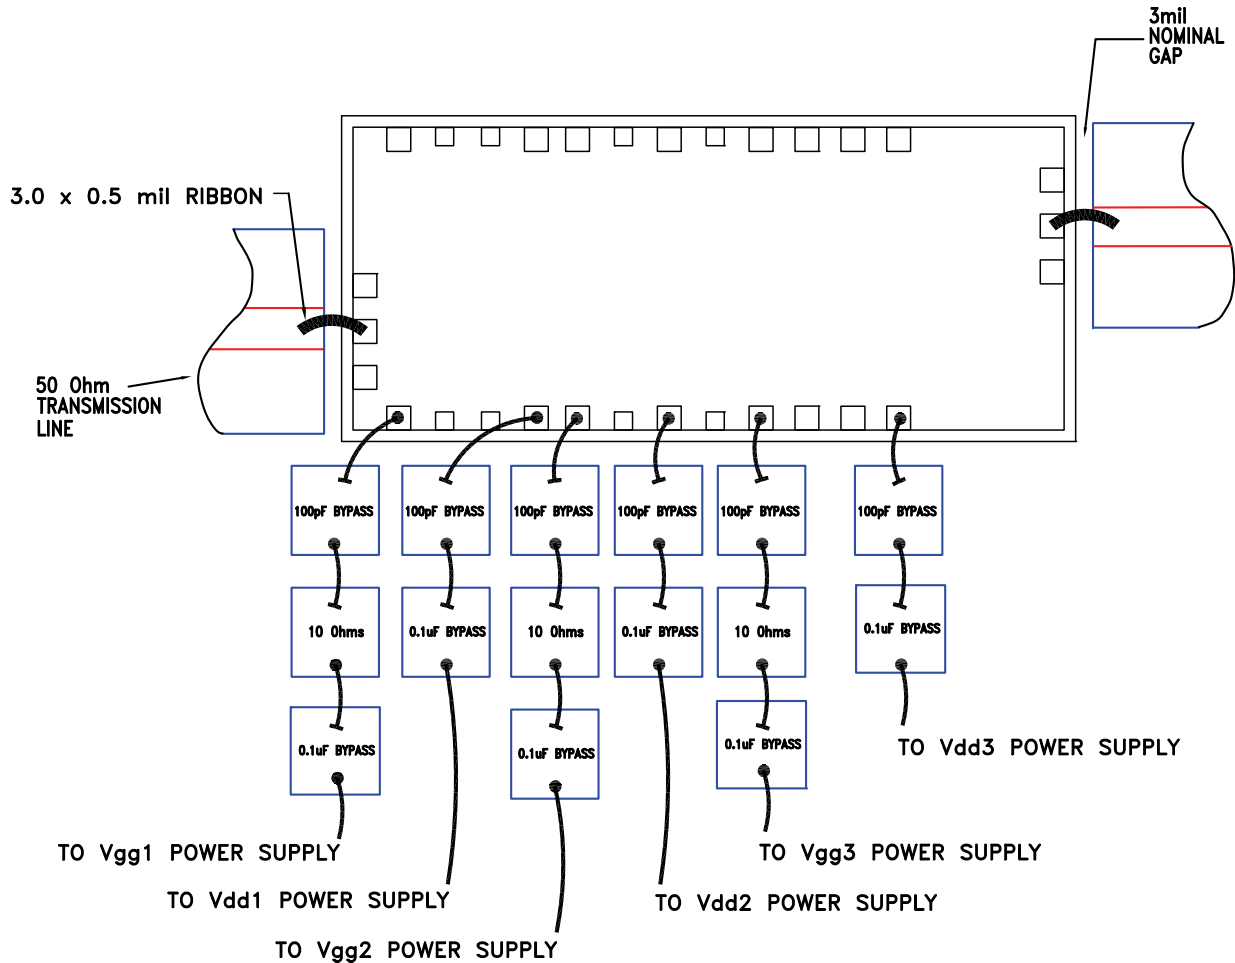 3mil
NOMINAL
GAP
3.0 x 0.5 mil RIBBON
50 Ohm
TRANSMISSION
LINE
100pF BYPASS
100pF BYPASS
100pF BYPASS
100pF BYPASS
100pF BYPASS
100pF BYPASS
10 Ohms
0.1uF BYPASS
10 Ohms
0.1uF BYPASS
10 Ohms
0.1uF BYPASS
0.1uF BYPASS
0.1uF BYPASS
0.1uF BYPASS
TO Vdd3 POWER SUPPLY
TO Vgg1 POWER SUPPLY
TO Vgg3 POWER SUPPLY
TO Vdd1 POWER SUPPLY
TO Vdd2 POWER SUPPLY
TO Vgg2 POWER SUPPLY